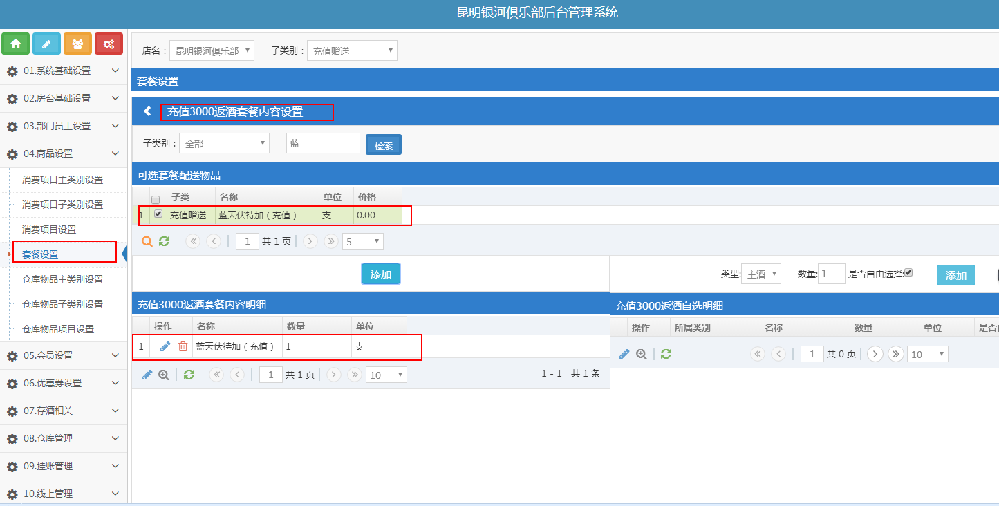 昆明银河俱乐部后台管理系统
01.系统基础设置
02.房台基础设置
03.部门员工设置
04.商品设置
消费项目主类别设置
消费项目子类别设置
消费项目设置
套餐设置
仓库物品主类别设置
仓库物品子类别设置
仓库物品项目设置
05.会员设置
06.优惠券设置
07.存酒相关
08.仓库管理
09.挂账管理
10.线上管理
店名： 昆明银河俱乐部 子类别： 充值赠送
套餐设置
充值3000返酒套餐内容设置
子类别： 全部 蓝 检索
可选套餐配送物品
子类 名称 单位 价格
1 充值赠送 蓝天伏特加（充值） 支 0.00
1 共 1 页 5
添加
类型: 主酒 数量: 1 是否自由选择: 添加
充值3000返酒套餐内容明细
操作 名称 数量 单位
1 蓝天伏特加（充值） 1 支
1 共 1 页 10 1 - 1 共 1 条
充值3000返酒自选明细
操作 所属类别 名称 数量 单位 是否
1 共 0 页 10